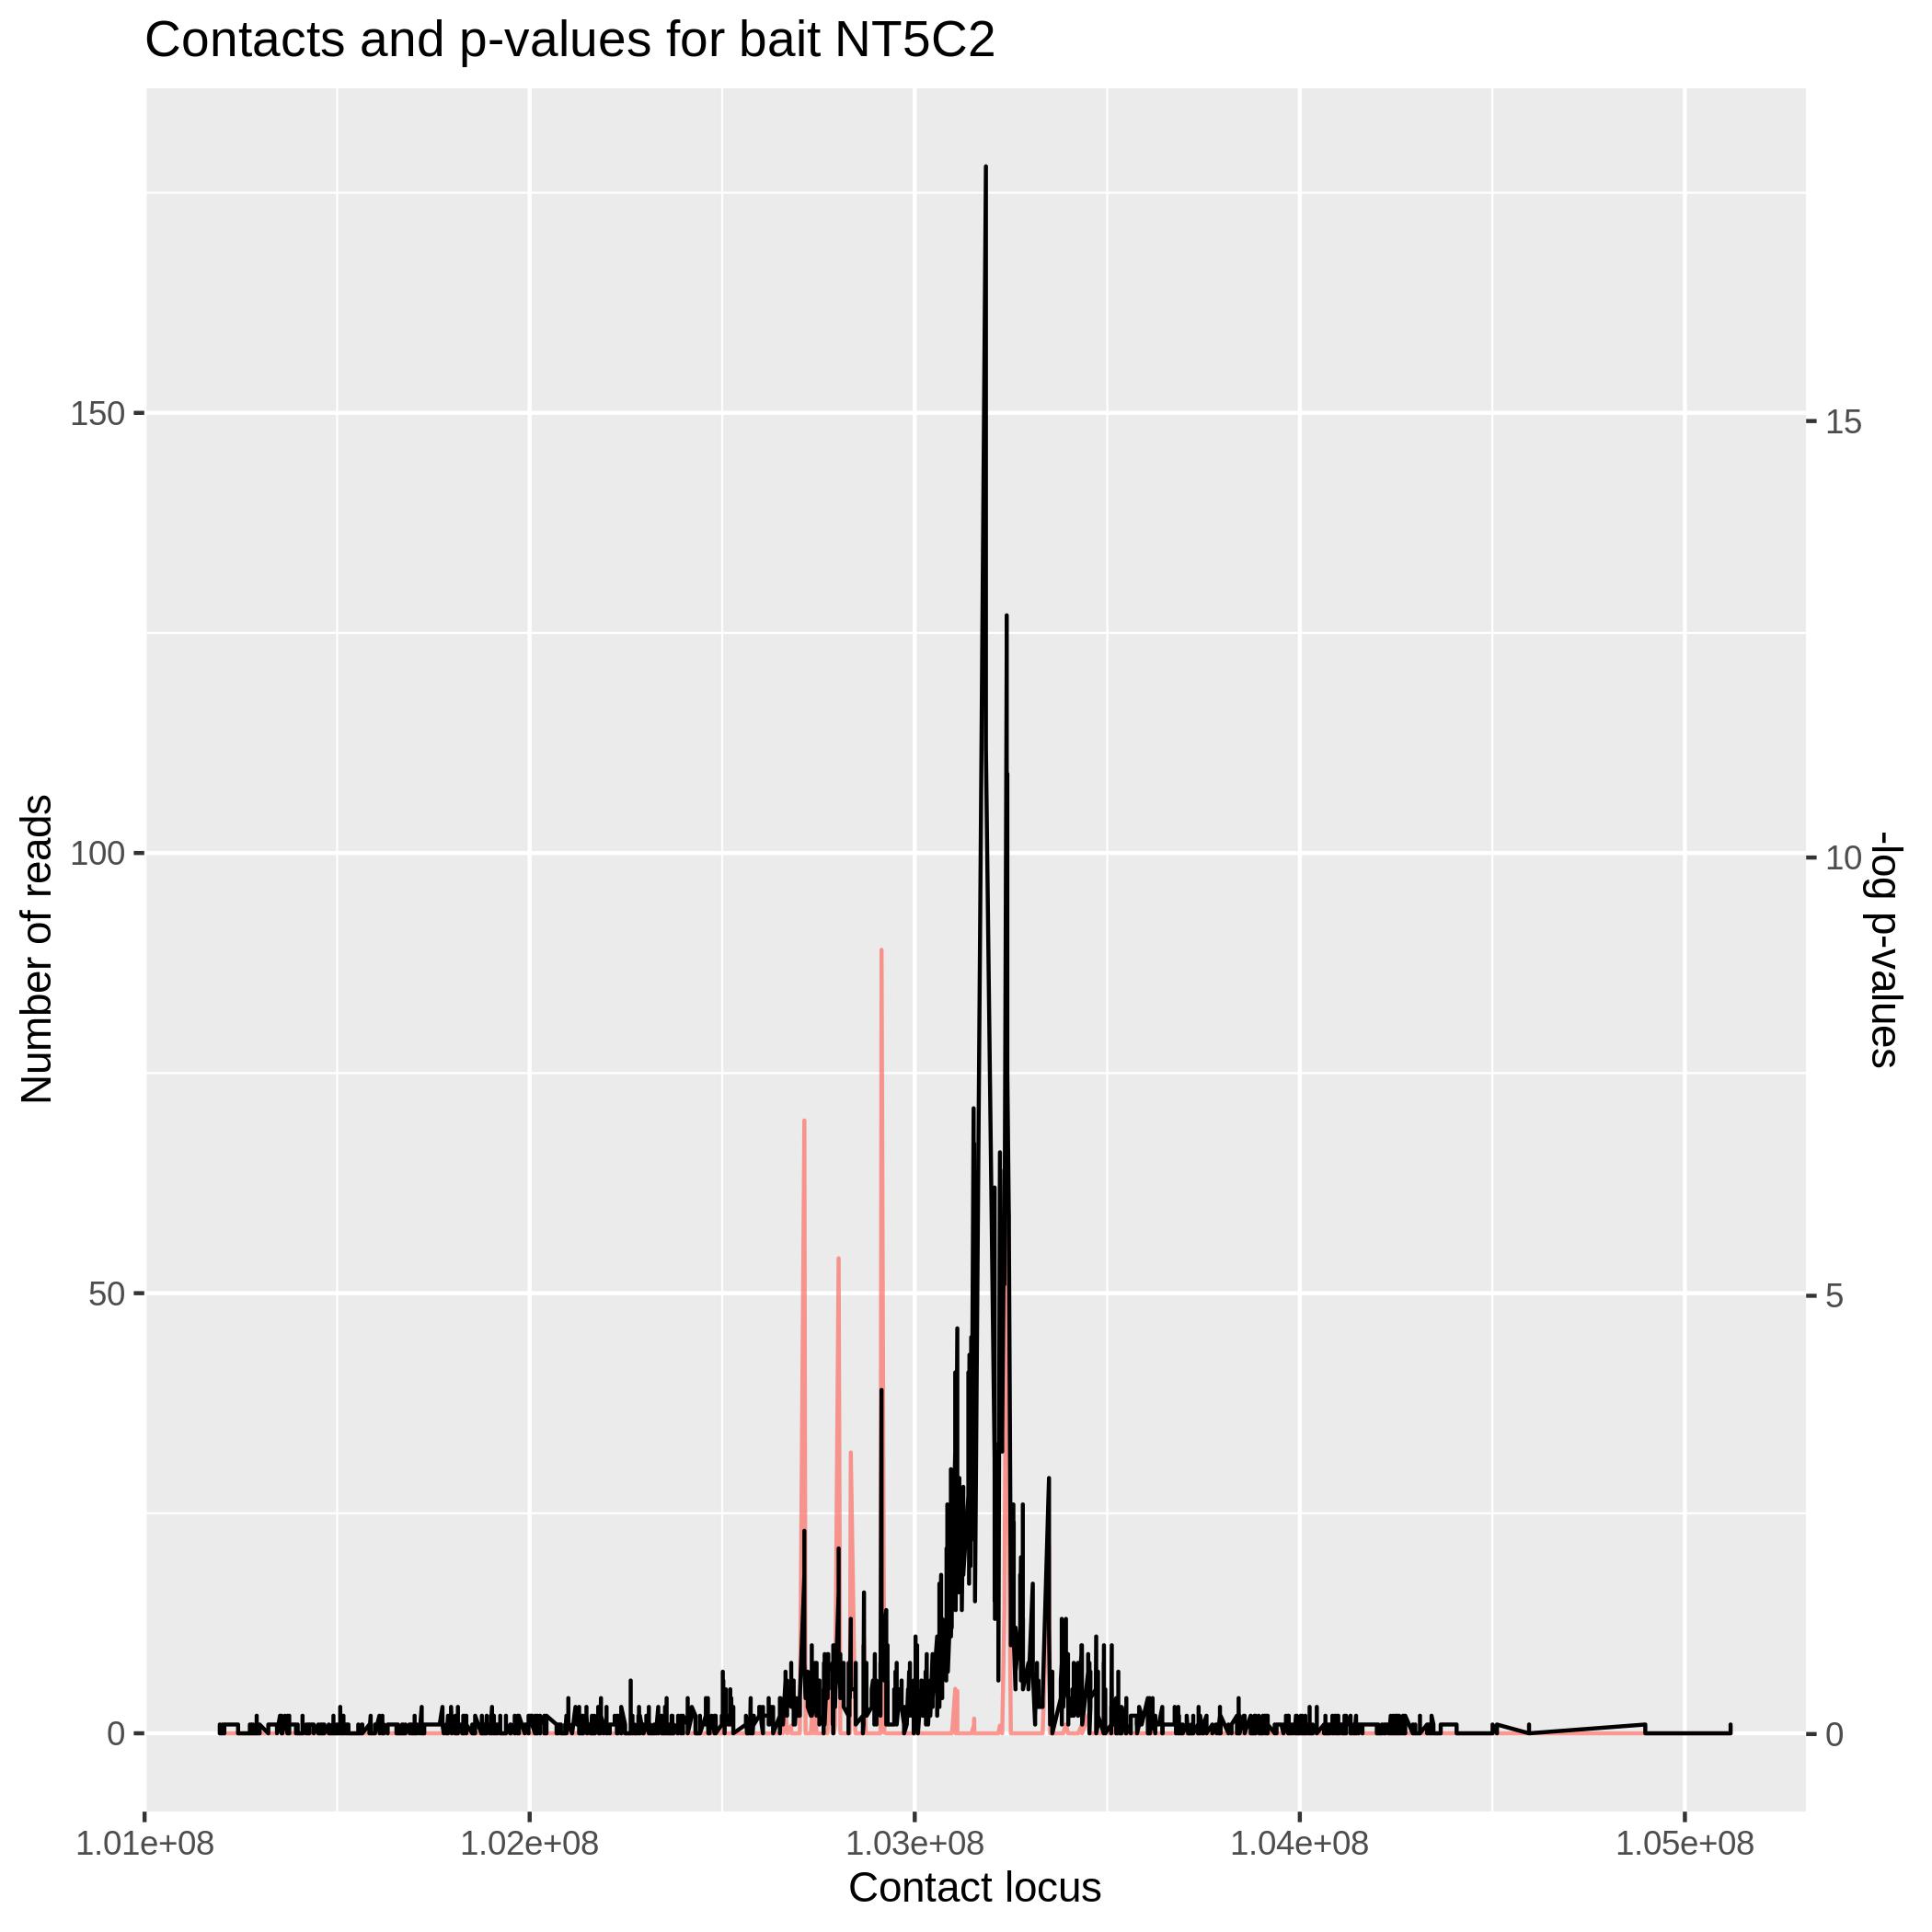 Contacts and p-values for bait NT5C2
Number of reads
150
100
50
0
15
10
5
0
-log p-values
1.01e+08
1.02e+08
1.03e+08
1.04e+08
1.05e+08
Contact locus